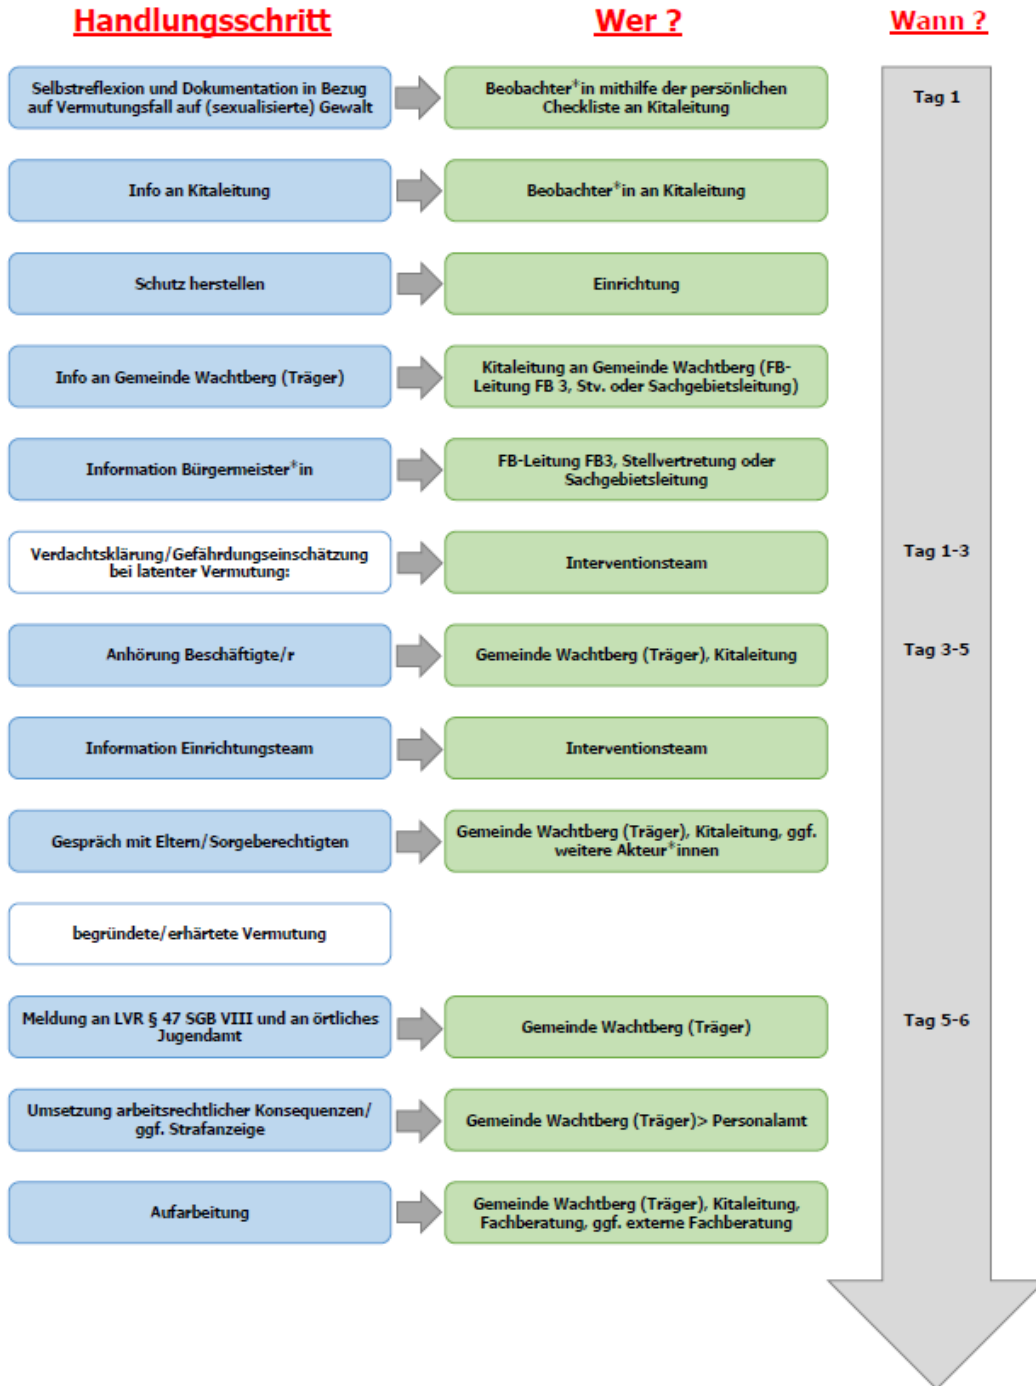 Handlungsschritt
Wer ?
Wann ?
Selbstreflexion und Dokumentation in Bezug
auf Vermutungsfall auf (sexualisierte) Gewalt
Beobachter*in mithilfe der persönlichen
Checkliste an Kitaleitung
Tag 1
Info an Kitaleitung
Beobachter*in an Kitaleitung
Schutz herstellen
Einrichtung
Info an Gemeinde Wachtberg (Träger)
Kitaleitung an Gemeinde Wachtberg (FB-
Leitung FB 3, Stv. oder Sachgebietsleitung)
Information Bürgermeister*in
FB-Leitung FB3, Stellvertretung oder
Sachgebietsleitung
Verdachtsklärung/Gefährdungseinschätzung
bei latenter Vermutung:
Interventionsteam
Tag 1-3
Anhörung Beschäftigte/r
Gemeinde Wachtberg (Träger), Kitaleitung
Tag 3-5
Information Einrichtungsteam
Interventionsteam
Gespräch mit Eltern/Sorgeberechtigten
Gemeinde Wachtberg (Träger), Kitaleitung, ggf.
weitere Akteur*innen
begründete/erhärtete Vermutung
Meldung an LVR § 47 SGB VIII und an örtliches
Jugendamt
Gemeinde Wachtberg (Träger)
Tag 5-6
Umsetzung arbeitsrechtlicher Konsequenzen/
ggf. Strafanzeige
Gemeinde Wachtberg (Träger)> Personalamt
Aufarbeitung
Gemeinde Wachtberg (Träger), Kitaleitung,
Fachberatung, ggf. externe Fachberatung